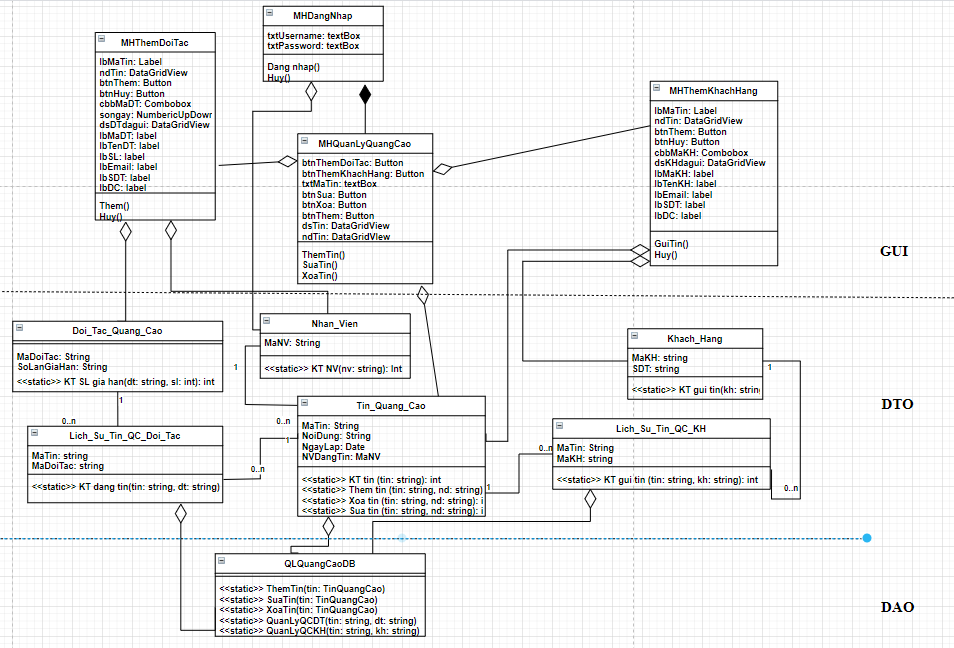 MHDangNhap
txtUsername: textBox
txtPassword: textBox
Dang nhap()
Huy()
MHThemDoiTac
lbMaTin: Label
ndTin: DataGridView
btnThem: Button
btnHuy: Button
cbbMaDT: Combobox
songay: NumbericUpDowr
dsDTdagui: DataGridView
lbMaDT: label
lbTenDT: label
lbSL: label
lbEmail: label
lbSDT: label
lbDC: label
Them()
Huy()
MHQuanLyQuangCao
btnThemDoiTac: Button
btnThemKhachHang: Button
txtMaTin: textBox
btnSua: Button
btnXoa: Button
btnThem: Button
dsTin: DataGridView
ndTin: DataGridView
ThemTin()
SuaTin()
XoaTin()
MHThemKhachHang
lbMaTin: Label
ndTin: DataGridView
btnThem: Button
btnHuy: Button
cbbMaKH: Combobox
dsKHdagui: DataGridView
lbMaKH: label
lbTenKH: label
lbEmail: label
lbSDT: label
lbDC: label
GuiTin()
Huy()
GUI
Doi_Tac_Quang_Cao
MaDoiTac: String
SoLanGiaHan: String
<<static>> KT SL gia han(dt: string, sl: int): int
Nhan_Vien
MaNV: String
<<static>> KT NV(nv: string): Int
Khach_Hang
MaKH: string
SDT: string
<<static>> KT gui tin(kh: string
1
1
1
0..n
0..n
1
DTO
Lich_Su_Tin_QC_Doi_Tac
MaTin: string
MaDoiTac: string
<<static>> KT dang tin(tin: string, dt: string)
0..n
Tin_Quang_Cao
MaTin: String
NoiDung: String
NgayLap: Date
NVDangTin: MaNV
<<static>> KT tin (tin: string): int
<<static>> Them tin (tin: string, nd: string)
<<static>> Xoa tin (tin: string, nd: string): i
<<static>> Sua tin (tin: string, nd: string): i
1
0..n
Lich_Su_Tin_QC_KH
MaTin: String
MaKH: string
<<static>> KT gui tin (tin: string, kh: string): int
0..n
QLQuangCaoDB
<<static>> ThemTin(tin: TinQuangCao)
<<static>> SuaTin(tin: TinQuangCao)
<<static>> XoaTin(tin: TinQuangCao)
<<static>> QuanLyQCDT(tin: string, dt: string)
<<static>> QuanLyQCKH(tin: string, kh: string)
DAO